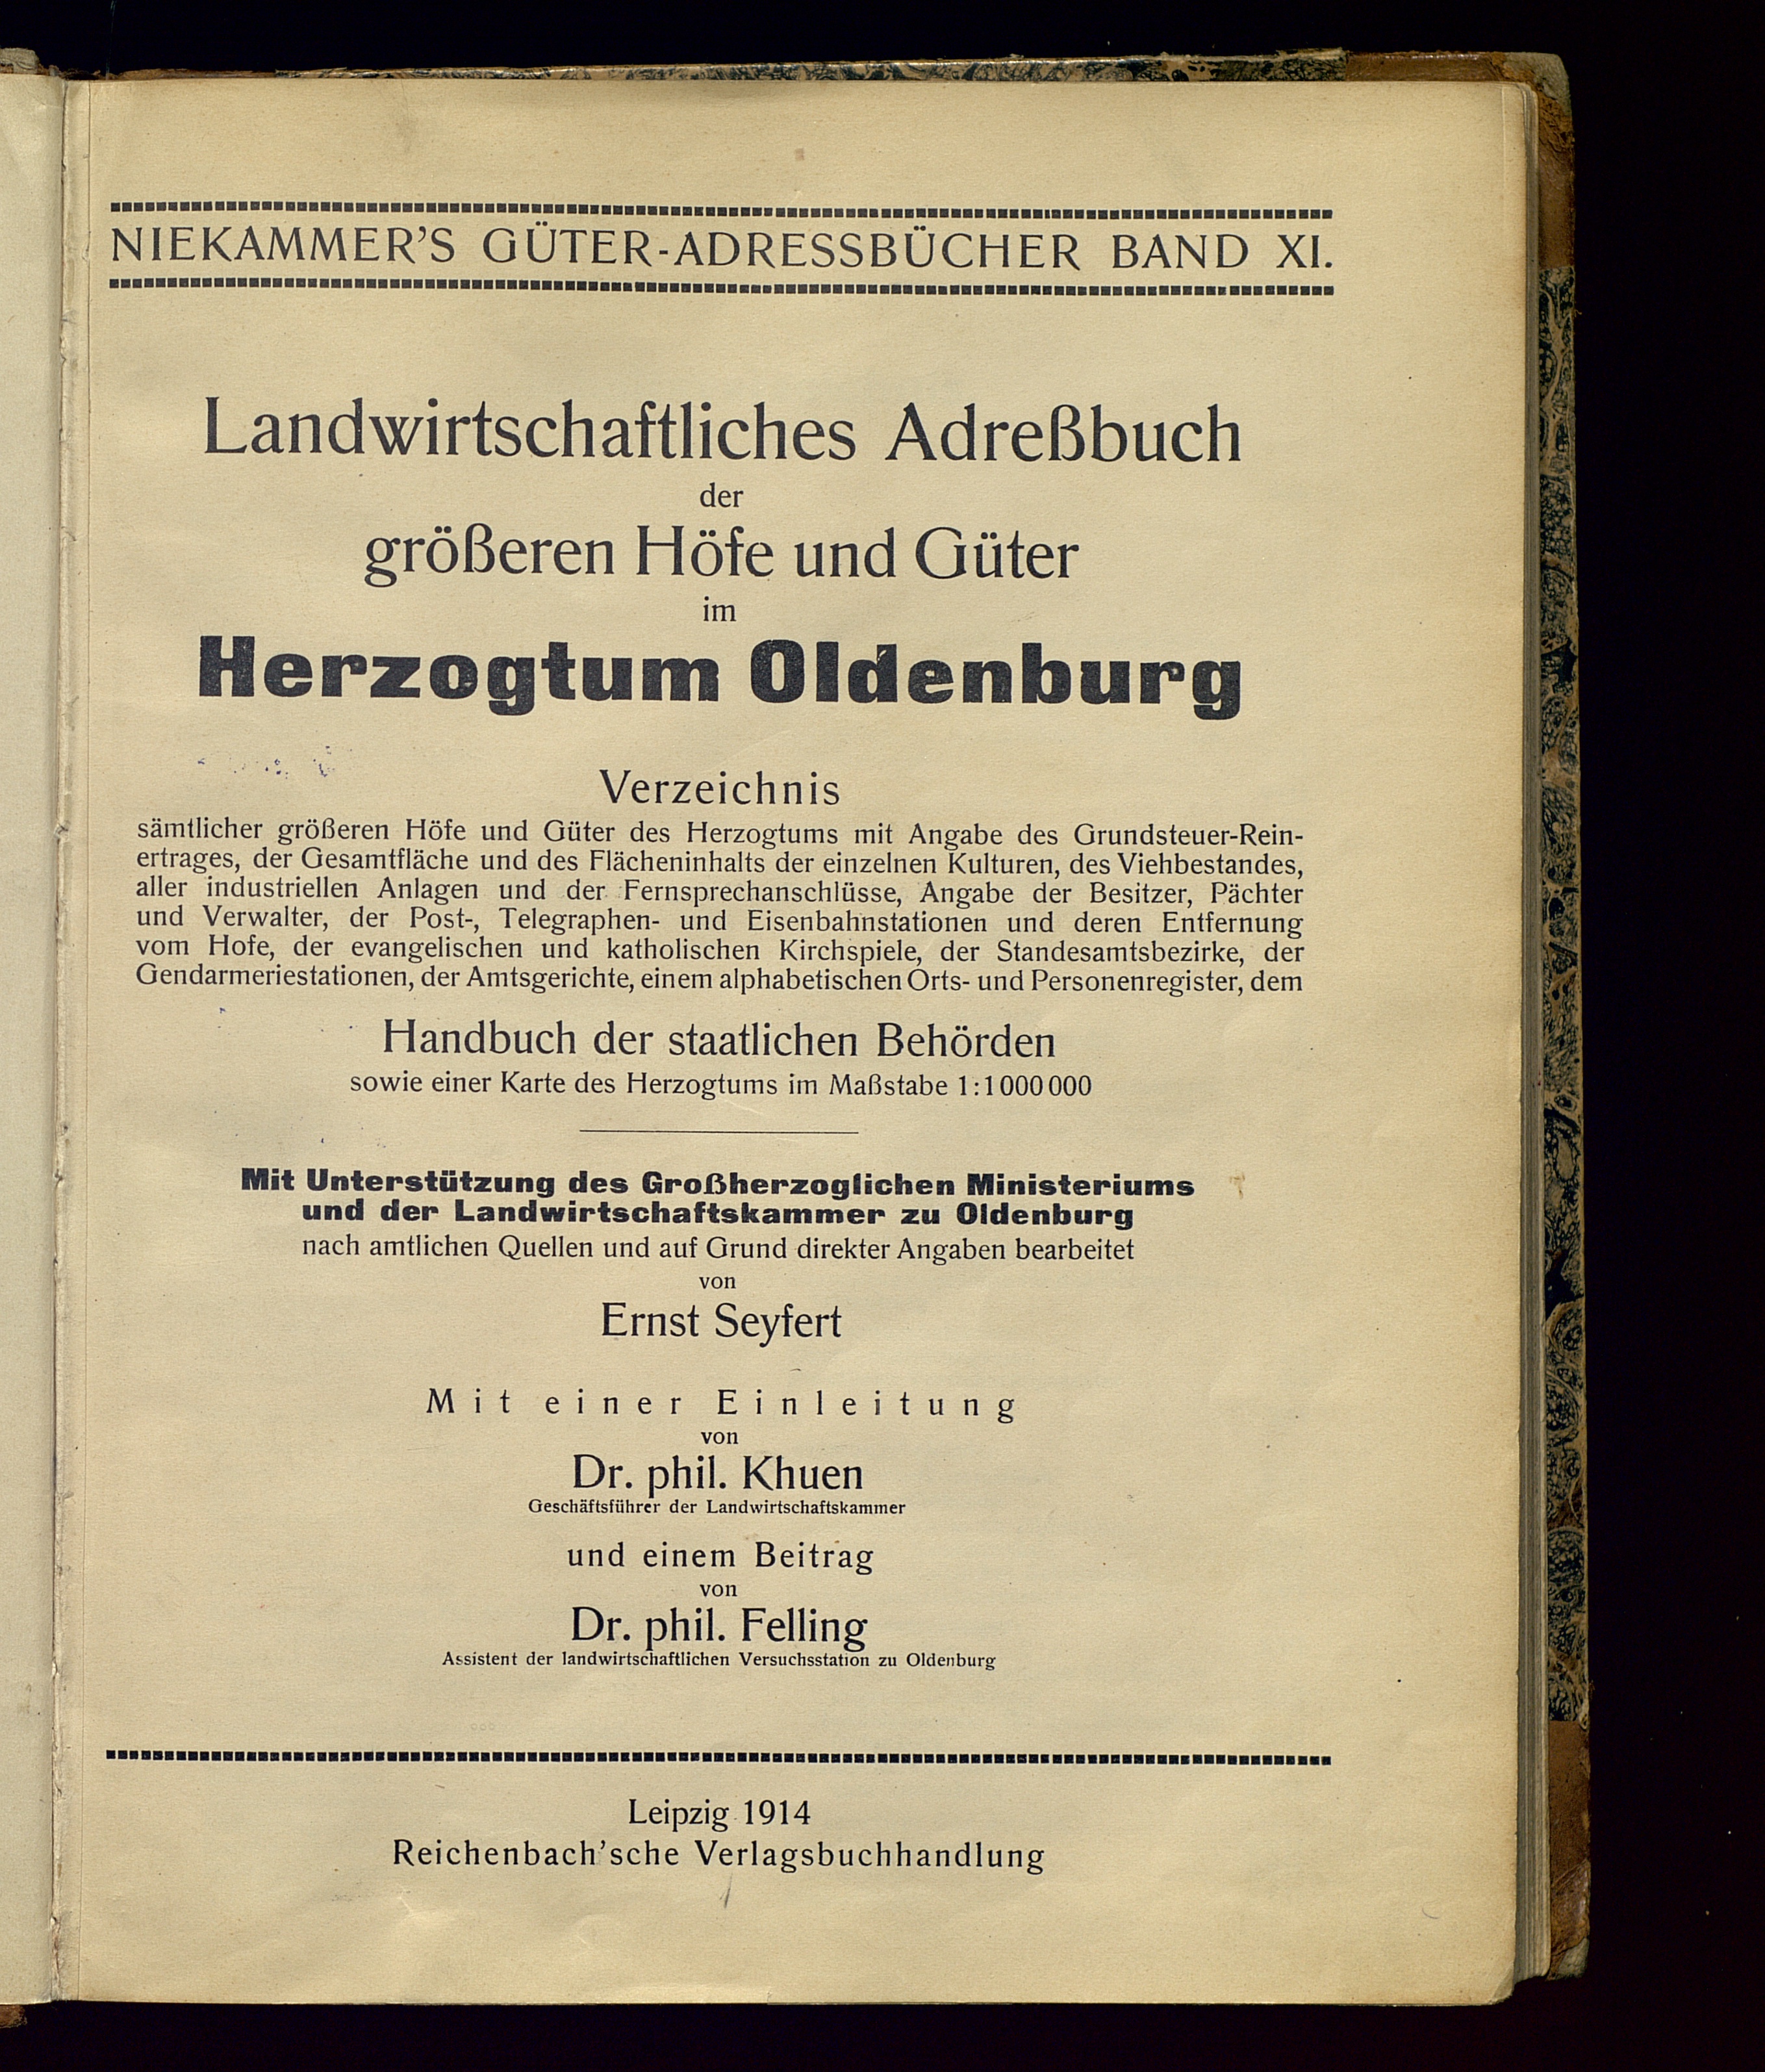 NIEKAMMER’S GÜTER-ADRESSBÜCHER BAND XI.
Landwirtschaftliches Adreßbuch
der
größeren Höfe und Güter
im
Herzogtum Oldenburg
Verzeichnis
sämtlicher größeren Höfe und Güter des Herzogtums mit Angabe des Grundsteuer-Rein-
ertrages, der Gesamtfläche und des Flächeninhalts der einzelnen Kulturen, des Viehbestandes,
aller industriellen Anlagen und der Fernsprechanschlüsse, Angabe der Besitzer, Pächter
und Verwalter, der Post-, Telegraphen- und Eisenbahnstationen und deren Entfernung
vom Hofe, der evangelischen und katholischen Kirchspiele, der Standesamtsbezirke, der
Gendarmeriestationen, der Amtsgerichte, einem alphabetischen Orts- und Personenregister, dem
Handbuch der staatlichen Behörden
sowie einer Karte des Herzogtums im Maßstabe 1:1 000 000
Mit Unterstützung des Großherzoglichen Ministeriums
und der Landwirtschaftskammer zu Oldenburg
nach amtlichen Quellen und auf Grund direkter Angaben bearbeitet
von
Ernst Seyfert
Mit einer Einleitung
von
Dr. phil. Khuen
Geschäftsführer der Landwirtschaftskammer
und einem Beitrag
von
Dr. phil. Felling
Assistent der landwirtschaftlichen Versuchsstation zu Oldenburg
Leipzig 1914
Reichenbach’sche Verlagsbuchhandlung